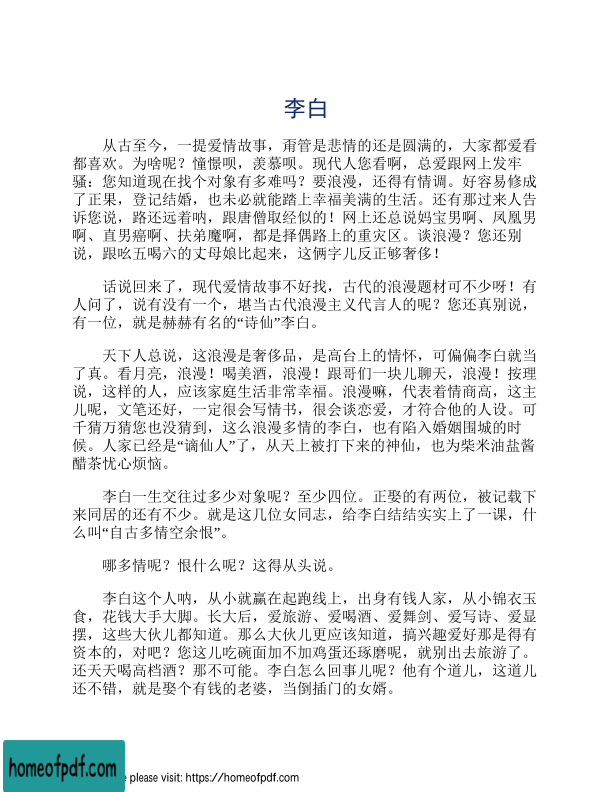 李白
从古至今，一提爱情故事，甭管是悲情的还是圆满的，大家都爱看
都喜欢。为啥呢？憧憬呗，羡慕呗。现代人您看啊，总爱跟网上发牢
骚：您知道现在找个对象有多难吗？要浪漫，还得有情调。好容易修成
了正果，登记结婚，也未必就能踏上幸福美满的生活。还有那过来人告
诉您说，路还远着呐，跟唐僧取经似的！网上还总说妈宝男啊、凤凰男
啊、直男癌啊、扶弟魔啊，都是择偶路上的重灾区。谈浪漫？您还别
说，跟吆五喝六的丈母娘比起来，这俩字儿反正够奢侈！
话说回来了，现代爱情故事不好找，古代的浪漫题材可不少呀！有
人问了，说有没有一个，堪当古代浪漫主义代言人的呢？您还真别说，
有一位，就是赫赫有名的“诗仙”李白。
天下人总说，这浪漫是奢侈品，是高台上的情怀，可偏偏李白就当
了真。看月亮，浪漫！喝美酒，浪漫！跟哥们一块儿聊天，浪漫！按理
说，这样的人，应该家庭生活非常幸福。浪漫嘛，代表着情商高，这主
儿呢，文笔还好，一定很会写情书，很会谈恋爱，才符合他的人设。可
千猜万猜您也没猜到，这么浪漫多情的李白，也有陷入婚姻围城的时
候。人家已经是“谪仙人”了，从天上被打下来的神仙，也为柴米油盐酱
醋茶忧心烦恼。
李白一生交往过多少对象呢？至少四位。正娶的有两位，被记载下
来同居的还有不少。就是这几位女同志，给李白结结实实上了一课，什
么叫“自古多情空余恨”。
哪多情呢？恨什么呢？这得从头说。
李白这个人呐，从小就赢在起跑线上，出身有钱人家，从小锦衣玉
食，花钱大手大脚。长大后，爱旅游、爱喝酒、爱舞剑、爱写诗、爱显
摆，这些大伙儿都知道。那么大伙儿更应该知道，搞兴趣爱好那是得有
资本的，对吧？您这儿吃碗面加不加鸡蛋还琢磨呢，就别出去旅游了。
还天天喝高档酒？那不可能。李白怎么回事儿呢？他有个道儿，这道儿
还不错，就是娶个有钱的老婆，当倒插门的女婿。
homeofpdf.com
e please visit: https://homeofpdf.com